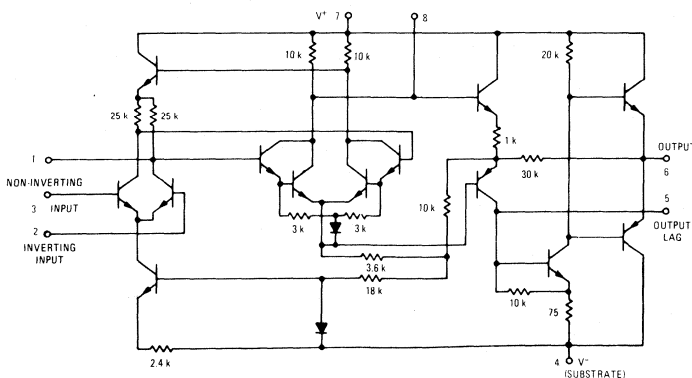 V⁺ 7
8
10 k
10 k
20 k
25 k
25 k
1 k
1
OUTPUT
6
30 k
NON-INVERTING
3 INPUT
10 k
5
OUTPUT
LAG
2
INVERTING
INPUT
3 k
3 k
3.6 k
18 k
10 k
75
2.4 k
4 V⁻
(SUBSTRATE)